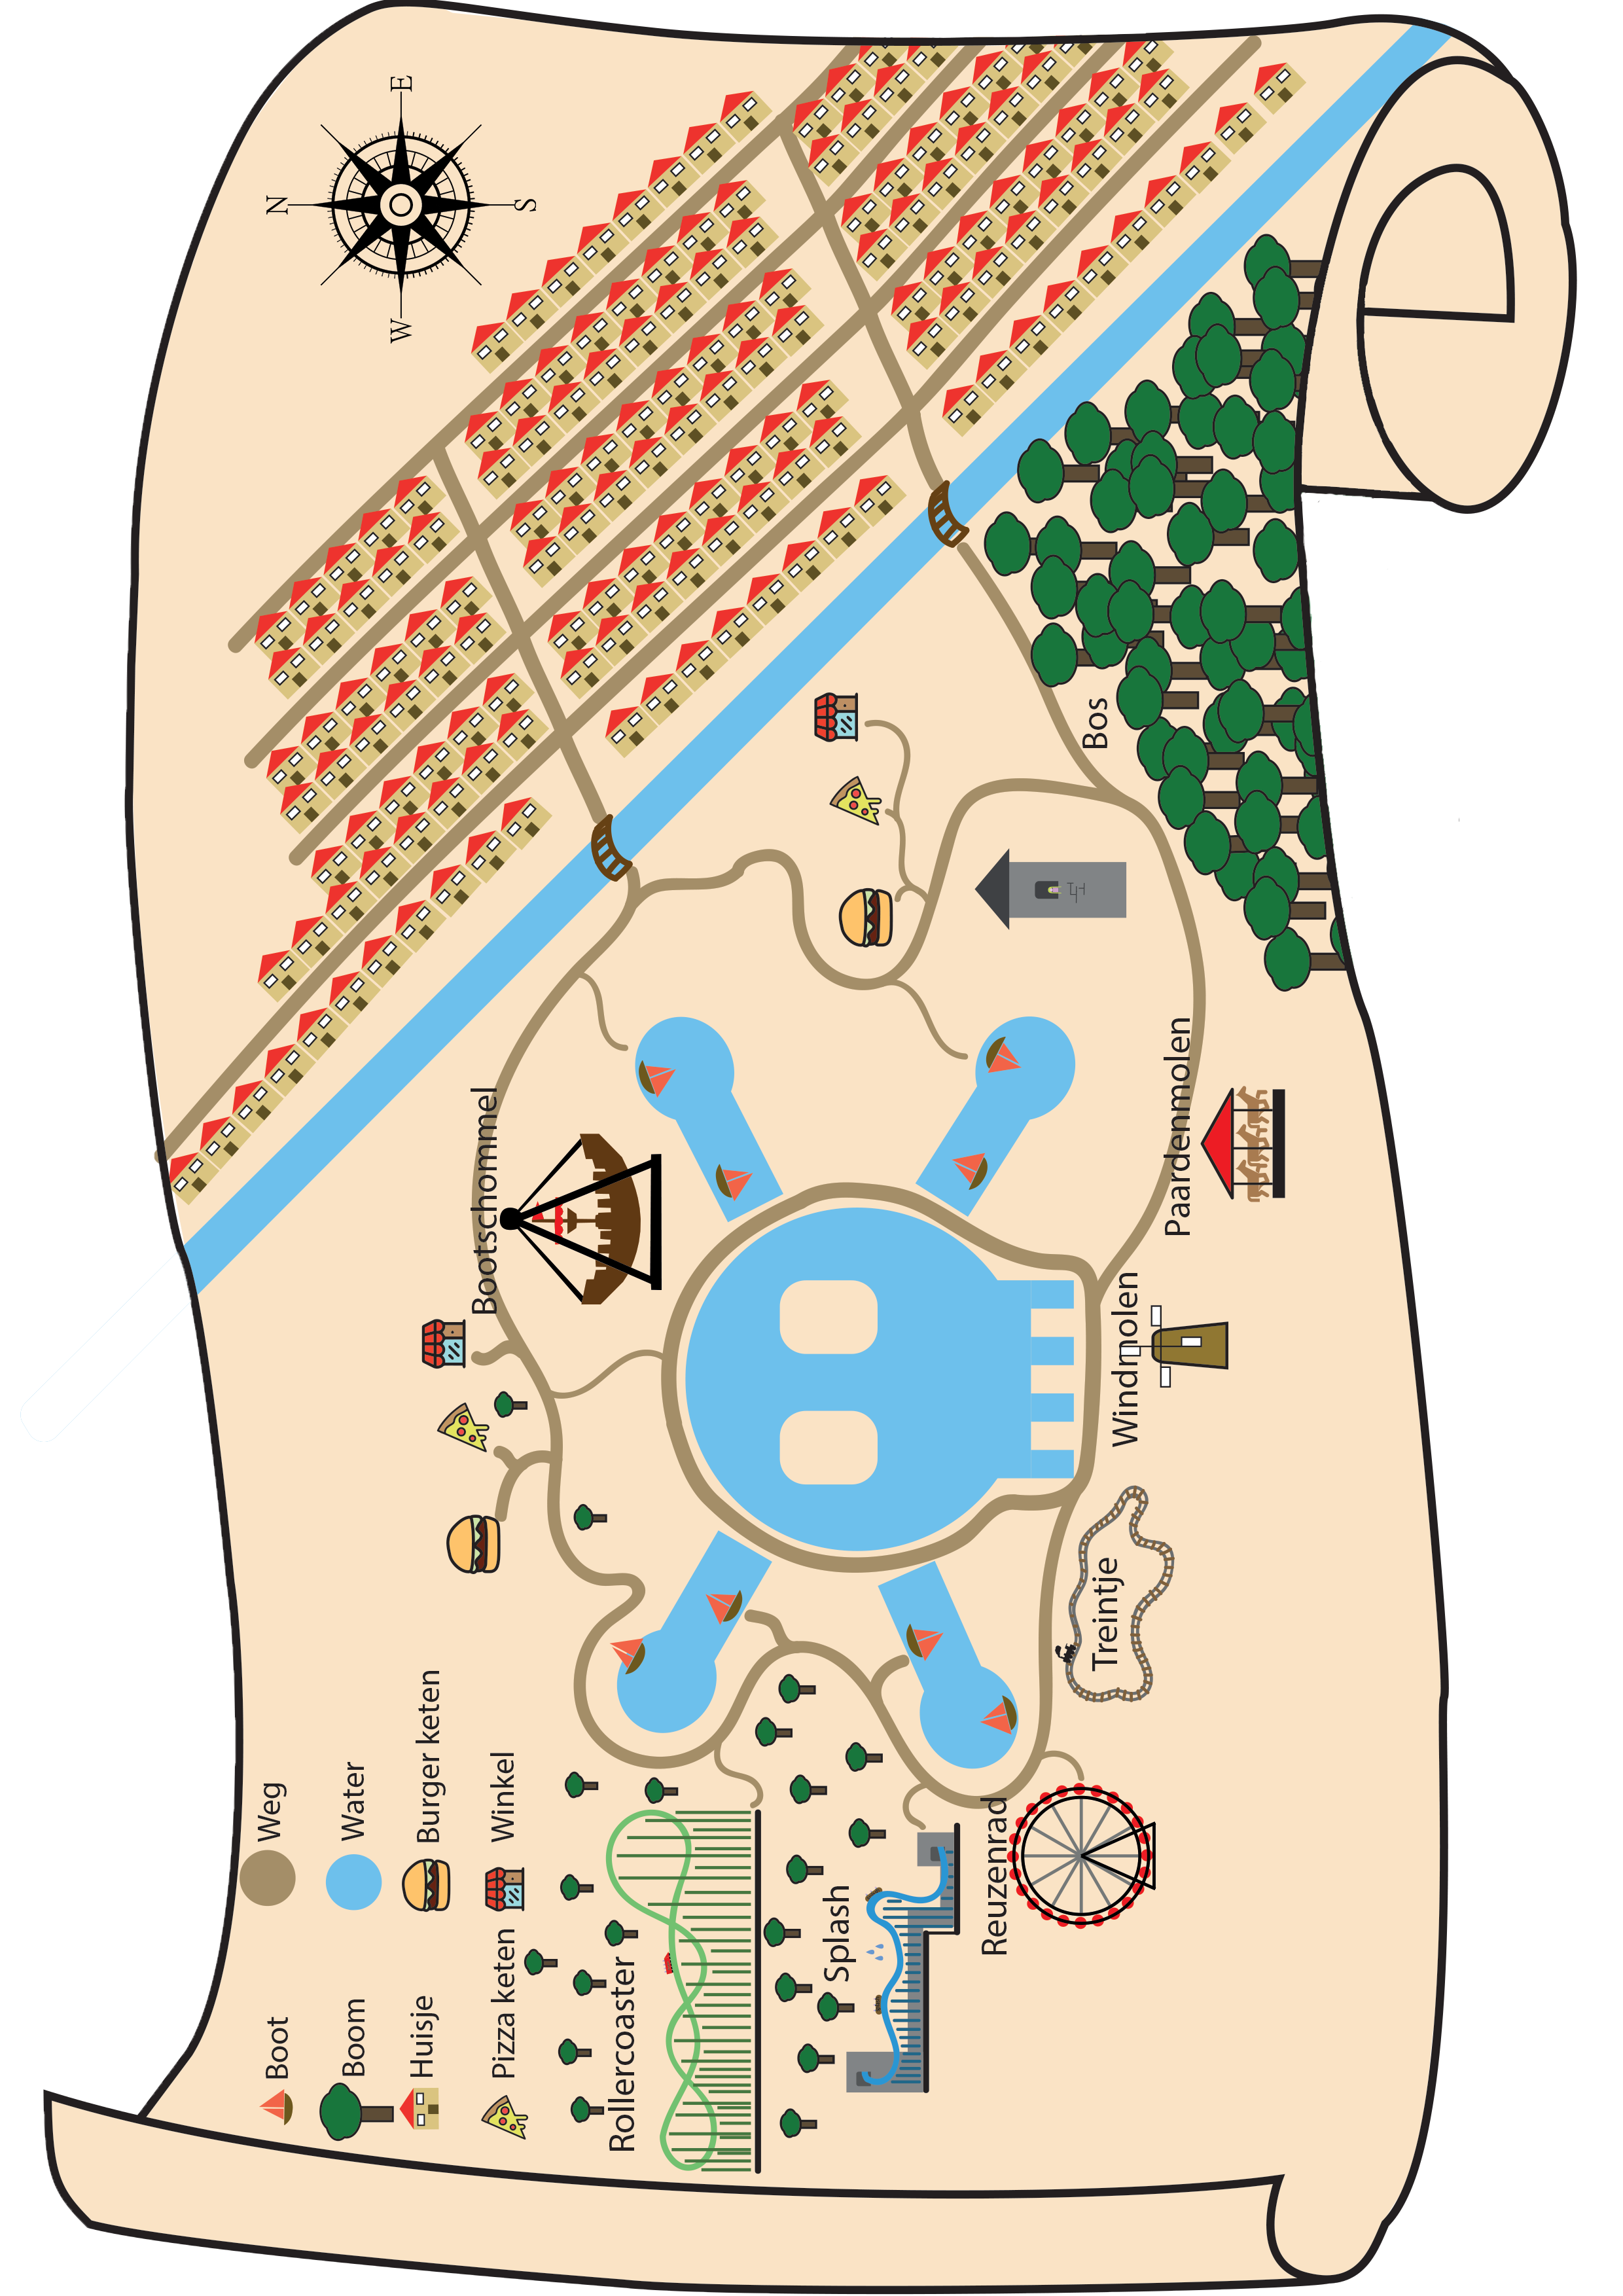 Boot
Weg
Boom
Water
Huisje
Burger keten
Pizza keten
Winkel
N
W
E
S
Bootschommel
Rollercoaster
Splash
Reuzenrad
Treintje
Windmolen
Paardenmolen
Bos